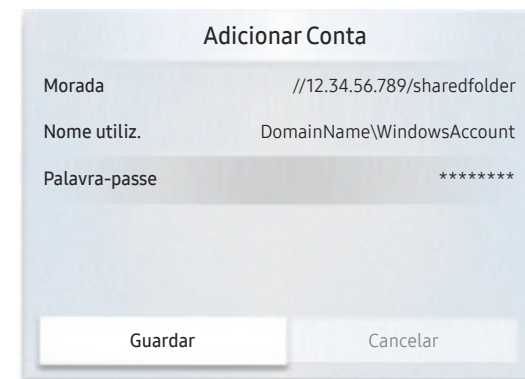 Adicionar Conta
Morada //12.34.56.789/sharedfolder
Nome utiliz. DomainName\WindowsAccount
Palavra-passe ********
Guardar Cancelar